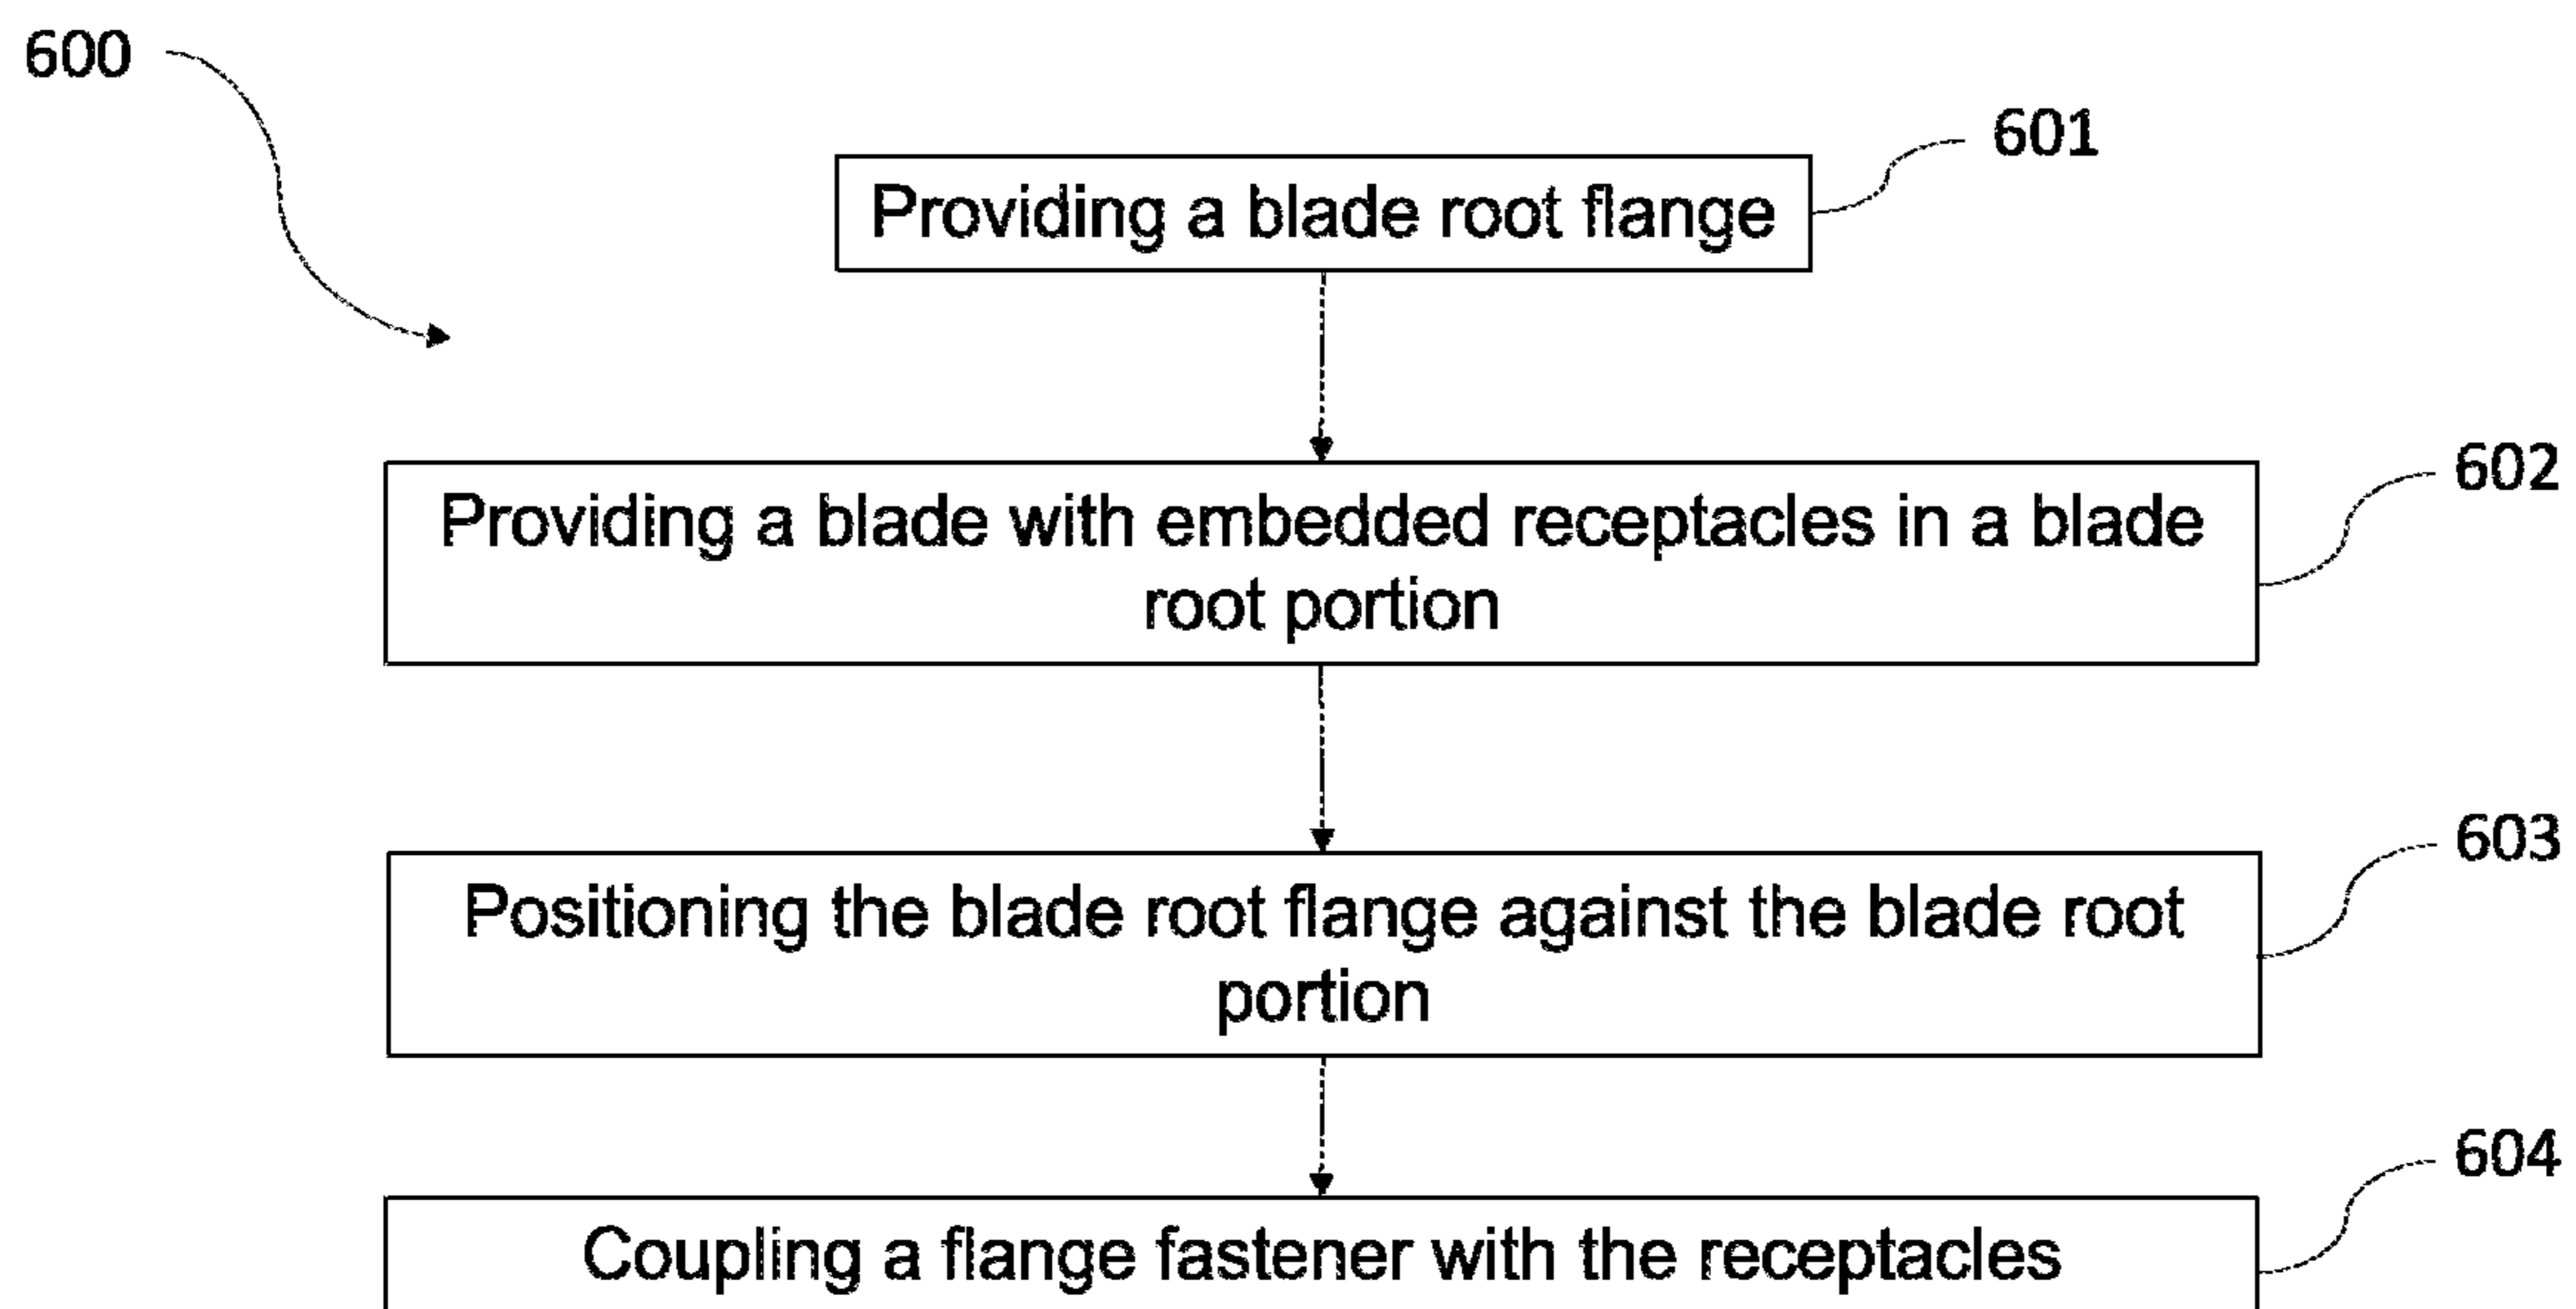 600
601
Providing a blade root flange
602
Providing a blade with embedded receptacles in a blade
root portion
603
Positioning the blade root flange against the blade root
portion
604
Coupling a flange fastener with the receptacles